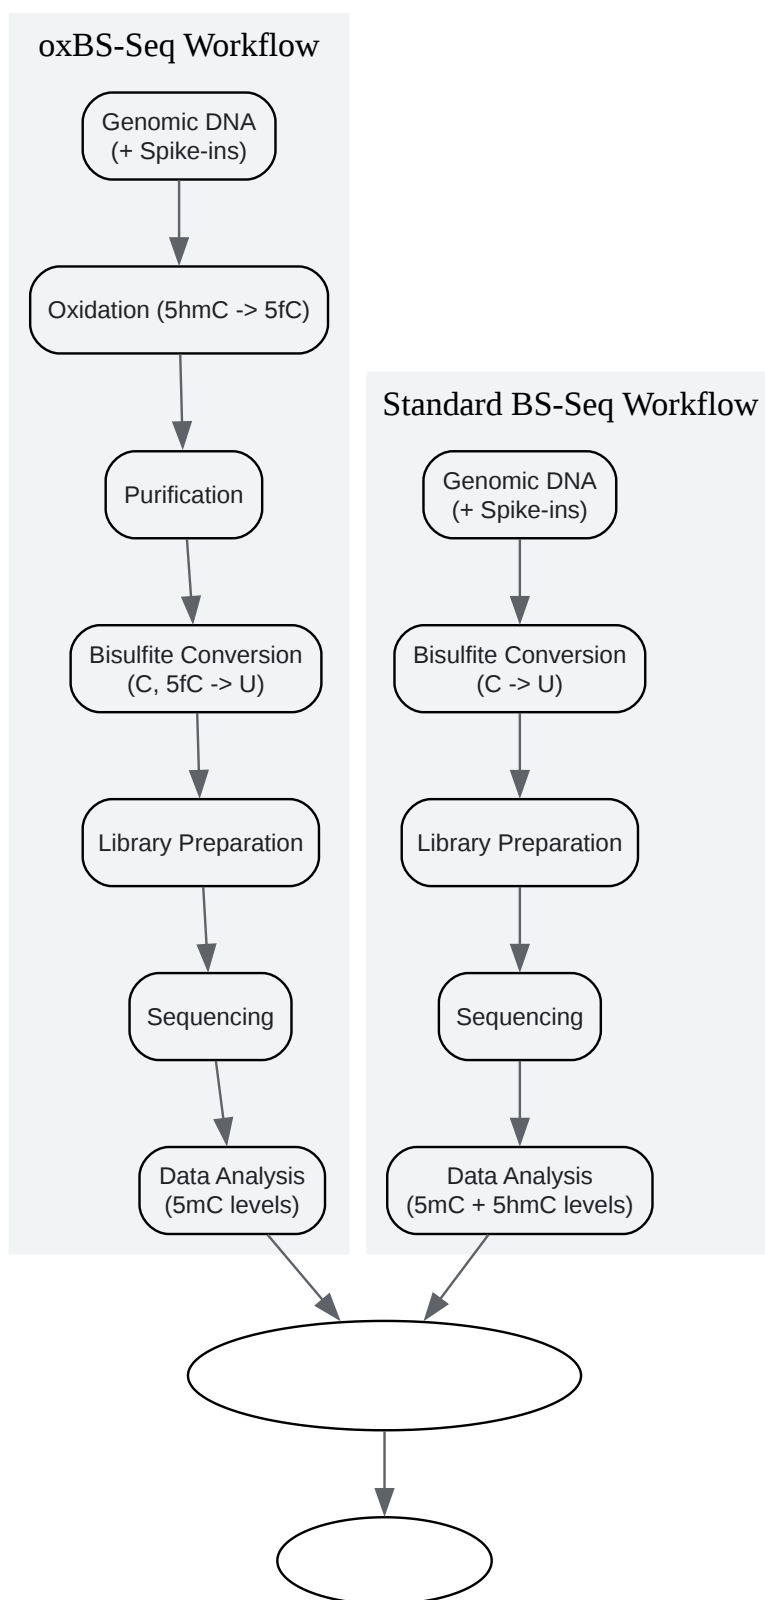 oxBS-Seq Workflow
Genomic DNA
(+ Spike-ins)
Oxidation (5hmC -> 5fC)
Purification
Bisulfite Conversion
(C, 5fC -> U)
Library Preparation
Sequencing
Data Analysis
(5mC levels)
Standard BS-Seq Workflow
Genomic DNA
(+ Spike-ins)
Bisulfite Conversion
(C -> U)
Library Preparation
Sequencing
Data Analysis
(5mC + 5hmC levels)